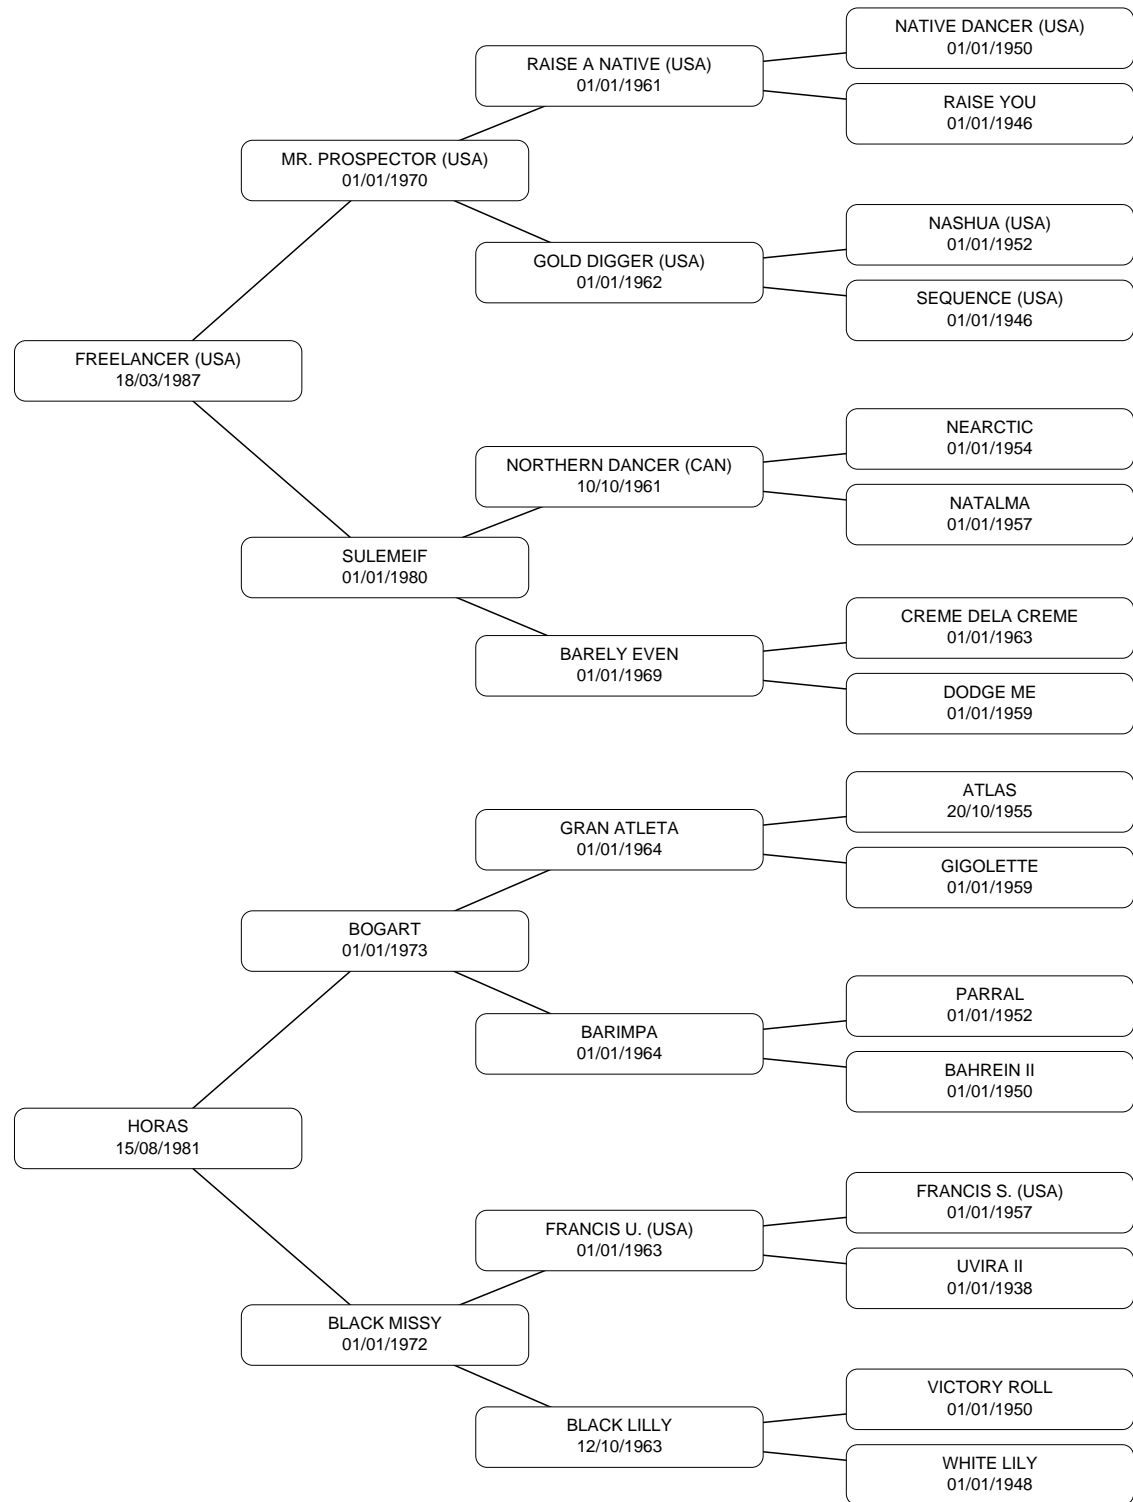 NATIVE DANCER (USA)
01/01/1950
RAISE A NATIVE (USA)
01/01/1961
RAISE YOU
01/01/1946
MR. PROSPECTOR (USA)
01/01/1970
NASHUA (USA)
01/01/1952
GOLD DIGGER (USA)
01/01/1962
SEQUENCE (USA)
01/01/1946
FREELANCER (USA)
18/03/1987
NEARCTIC
01/01/1954
NORTHERN DANCER (CAN)
10/10/1961
NATALMA
01/01/1957
SULEMEIF
01/01/1980
CREME DELA CREME
01/01/1963
BARELY EVEN
01/01/1969
DODGE ME
01/01/1959
ATLAS
20/10/1955
GRAN ATLETA
01/01/1964
GIGOLETTE
01/01/1959
BOGART
01/01/1973
PARRAL
01/01/1952
BARIMPA
01/01/1964
BAHREIN II
01/01/1950
HORAS
15/08/1981
FRANCIS S. (USA)
01/01/1957
FRANCIS U. (USA)
01/01/1963
UVIRA II
01/01/1938
BLACK MISSY
01/01/1972
VICTORY ROLL
01/01/1950
BLACK LILLY
12/10/1963
WHITE LILY
01/01/1948